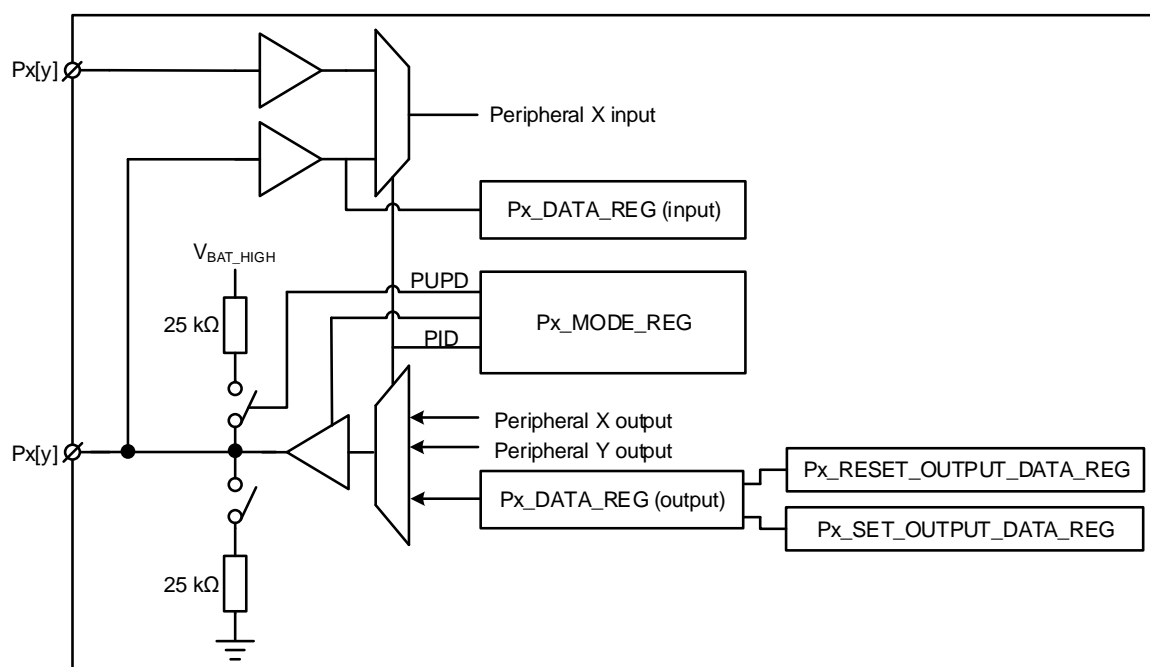 Px[y]
Peripheral X input
Px_DATA_REG (input)
VBAT_HIGH
PUPD
25 kΩ
Px_MODE_REG
PID
Peripheral X output
Px[y]
Peripheral Y output
Px_RESET_OUTPUT_DATA_REG
Px_DATA_REG (output)
Px_SET_OUTPUT_DATA_REG
25 kΩ